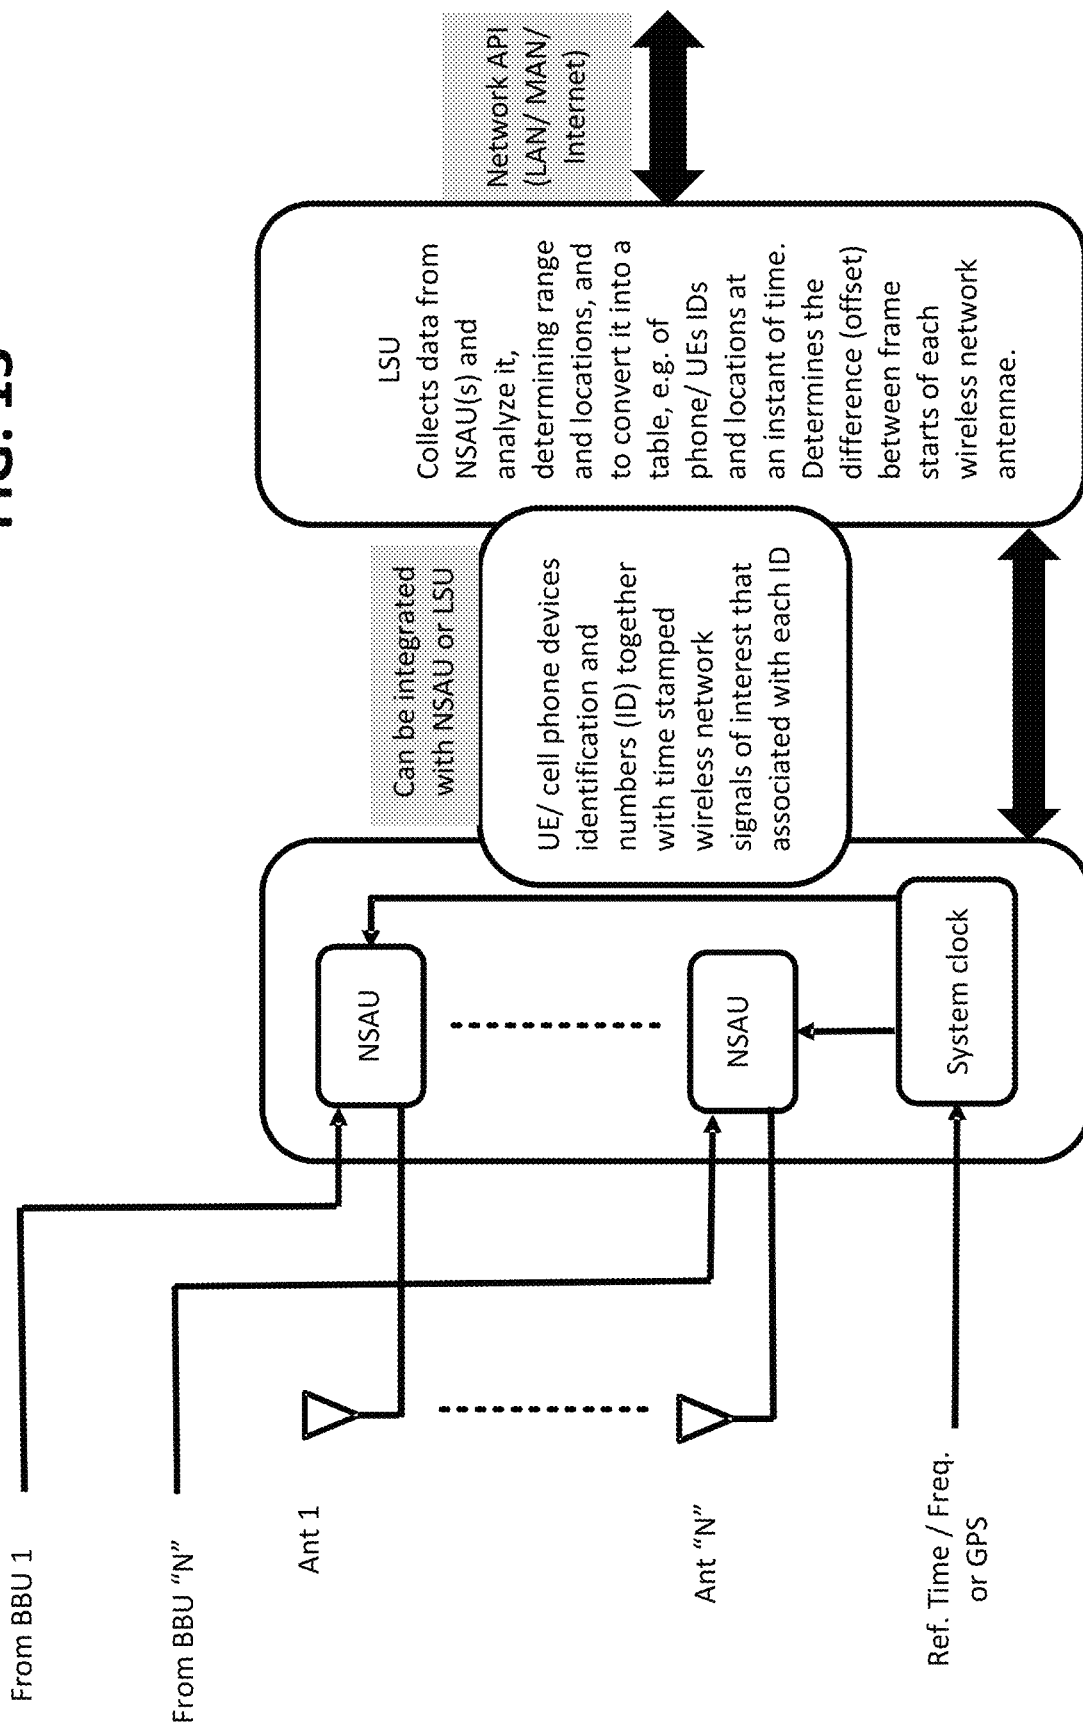 FIG.
From BBU 1
From BBU “N”
Ant 1
Ant “N”
Ref. Time / Freq.
or GPS
NSAU
NSAU
System clock
Can be integrated
with NSAU or LSU
UE/ cell phone devices
identification and
numbers (ID) together
with time stamped
wireless network
signals of interest that
associated with each ID
LSU
Collects data from
NSAU(s) and
analyze it,
determining range
and locations, and
to convert it into a
table, e.g. of
phone/ UEs IDs
and locations at
an instant of time.
Determines the
difference (offset)
between frame
starts of each
wireless network
antennae.
Network API
(LAN/ MAN/
Internet)